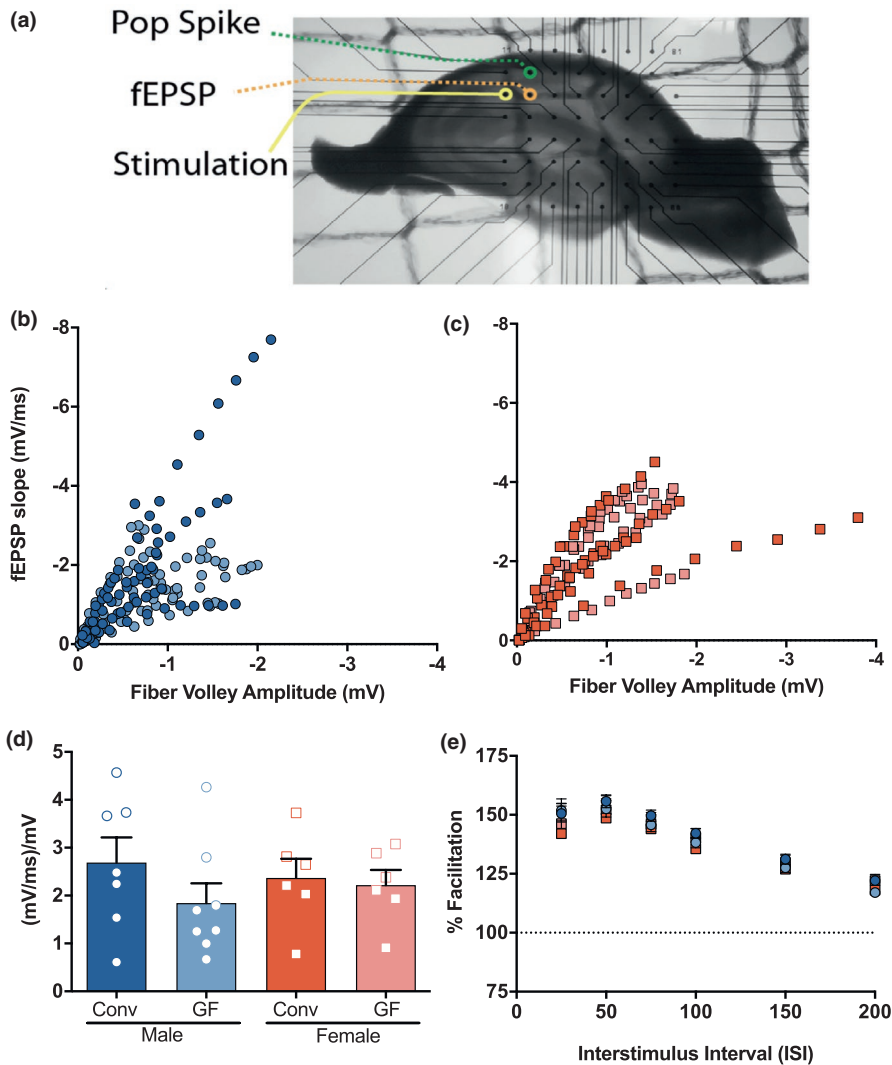 (a)
Pop Spike
fEPSP
Stimulation
(b)
(c)
-8
-6
-4
-2
0
fEPSP slope (mV/ms)
0
-1
-2
-3
-4
Fiber Volley Amplitude (mV)
-8
-6
-4
-2
0
0
-1
-2
-3
-4
Fiber Volley Amplitude (mV)
(d)
5
4
3
2
1
0
(mV/ms)/mV
Conv
GF
Conv
GF
Male
Female
(e)
175
150
125
100
75
% Facilitation
0
50
100
150
200
Interstimulus Interval (ISI)